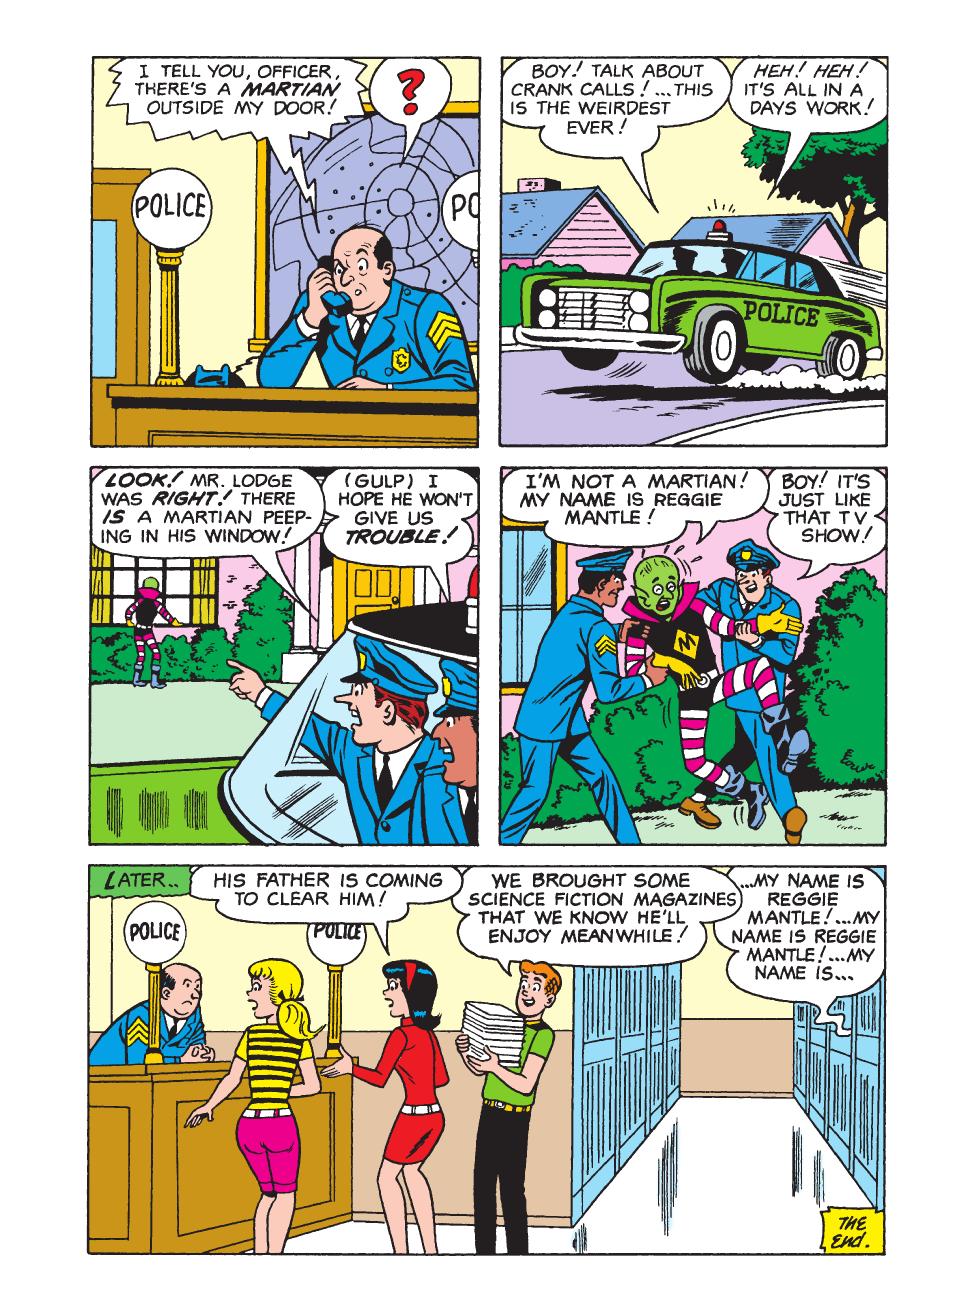 I TELL YOU, OFFICER,
THERE'S A MARTIAN
OUTSIDE MY DOOR!
?
POLICE
PO
BOY! TALK ABOUT
CRANK CALLS! ...THIS
IS THE WEIRDEST
EVER!
HEH! HEH!
IT'S ALL IN A
DAYS WORK!
POLICE
LOOK! MR. LODGE
WAS RIGHT! THERE
IS A MARTIAN PEEP-
ING IN HIS WINDOW!
(GULP) I
HOPE HE WON'T
GIVE US
TROUBLE!
I'M NOT A MARTIAN!
MY NAME IS REGGIE
MANTLE!
BOY! IT'S
JUST LIKE
THAT TV
SHOW!
M
LATER..
HIS FATHER IS COMING
TO CLEAR HIM!
WE BROUGHT SOME
SCIENCE FICTION MAGAZINES
THAT WE KNOW HE'LL
ENJOY MEANWHILE!
...MY NAME IS
REGGIE
MANTLE!...MY
NAME IS REGGIE
MANTLE!...MY
NAME IS...
POLICE
POLICE
THE
END.